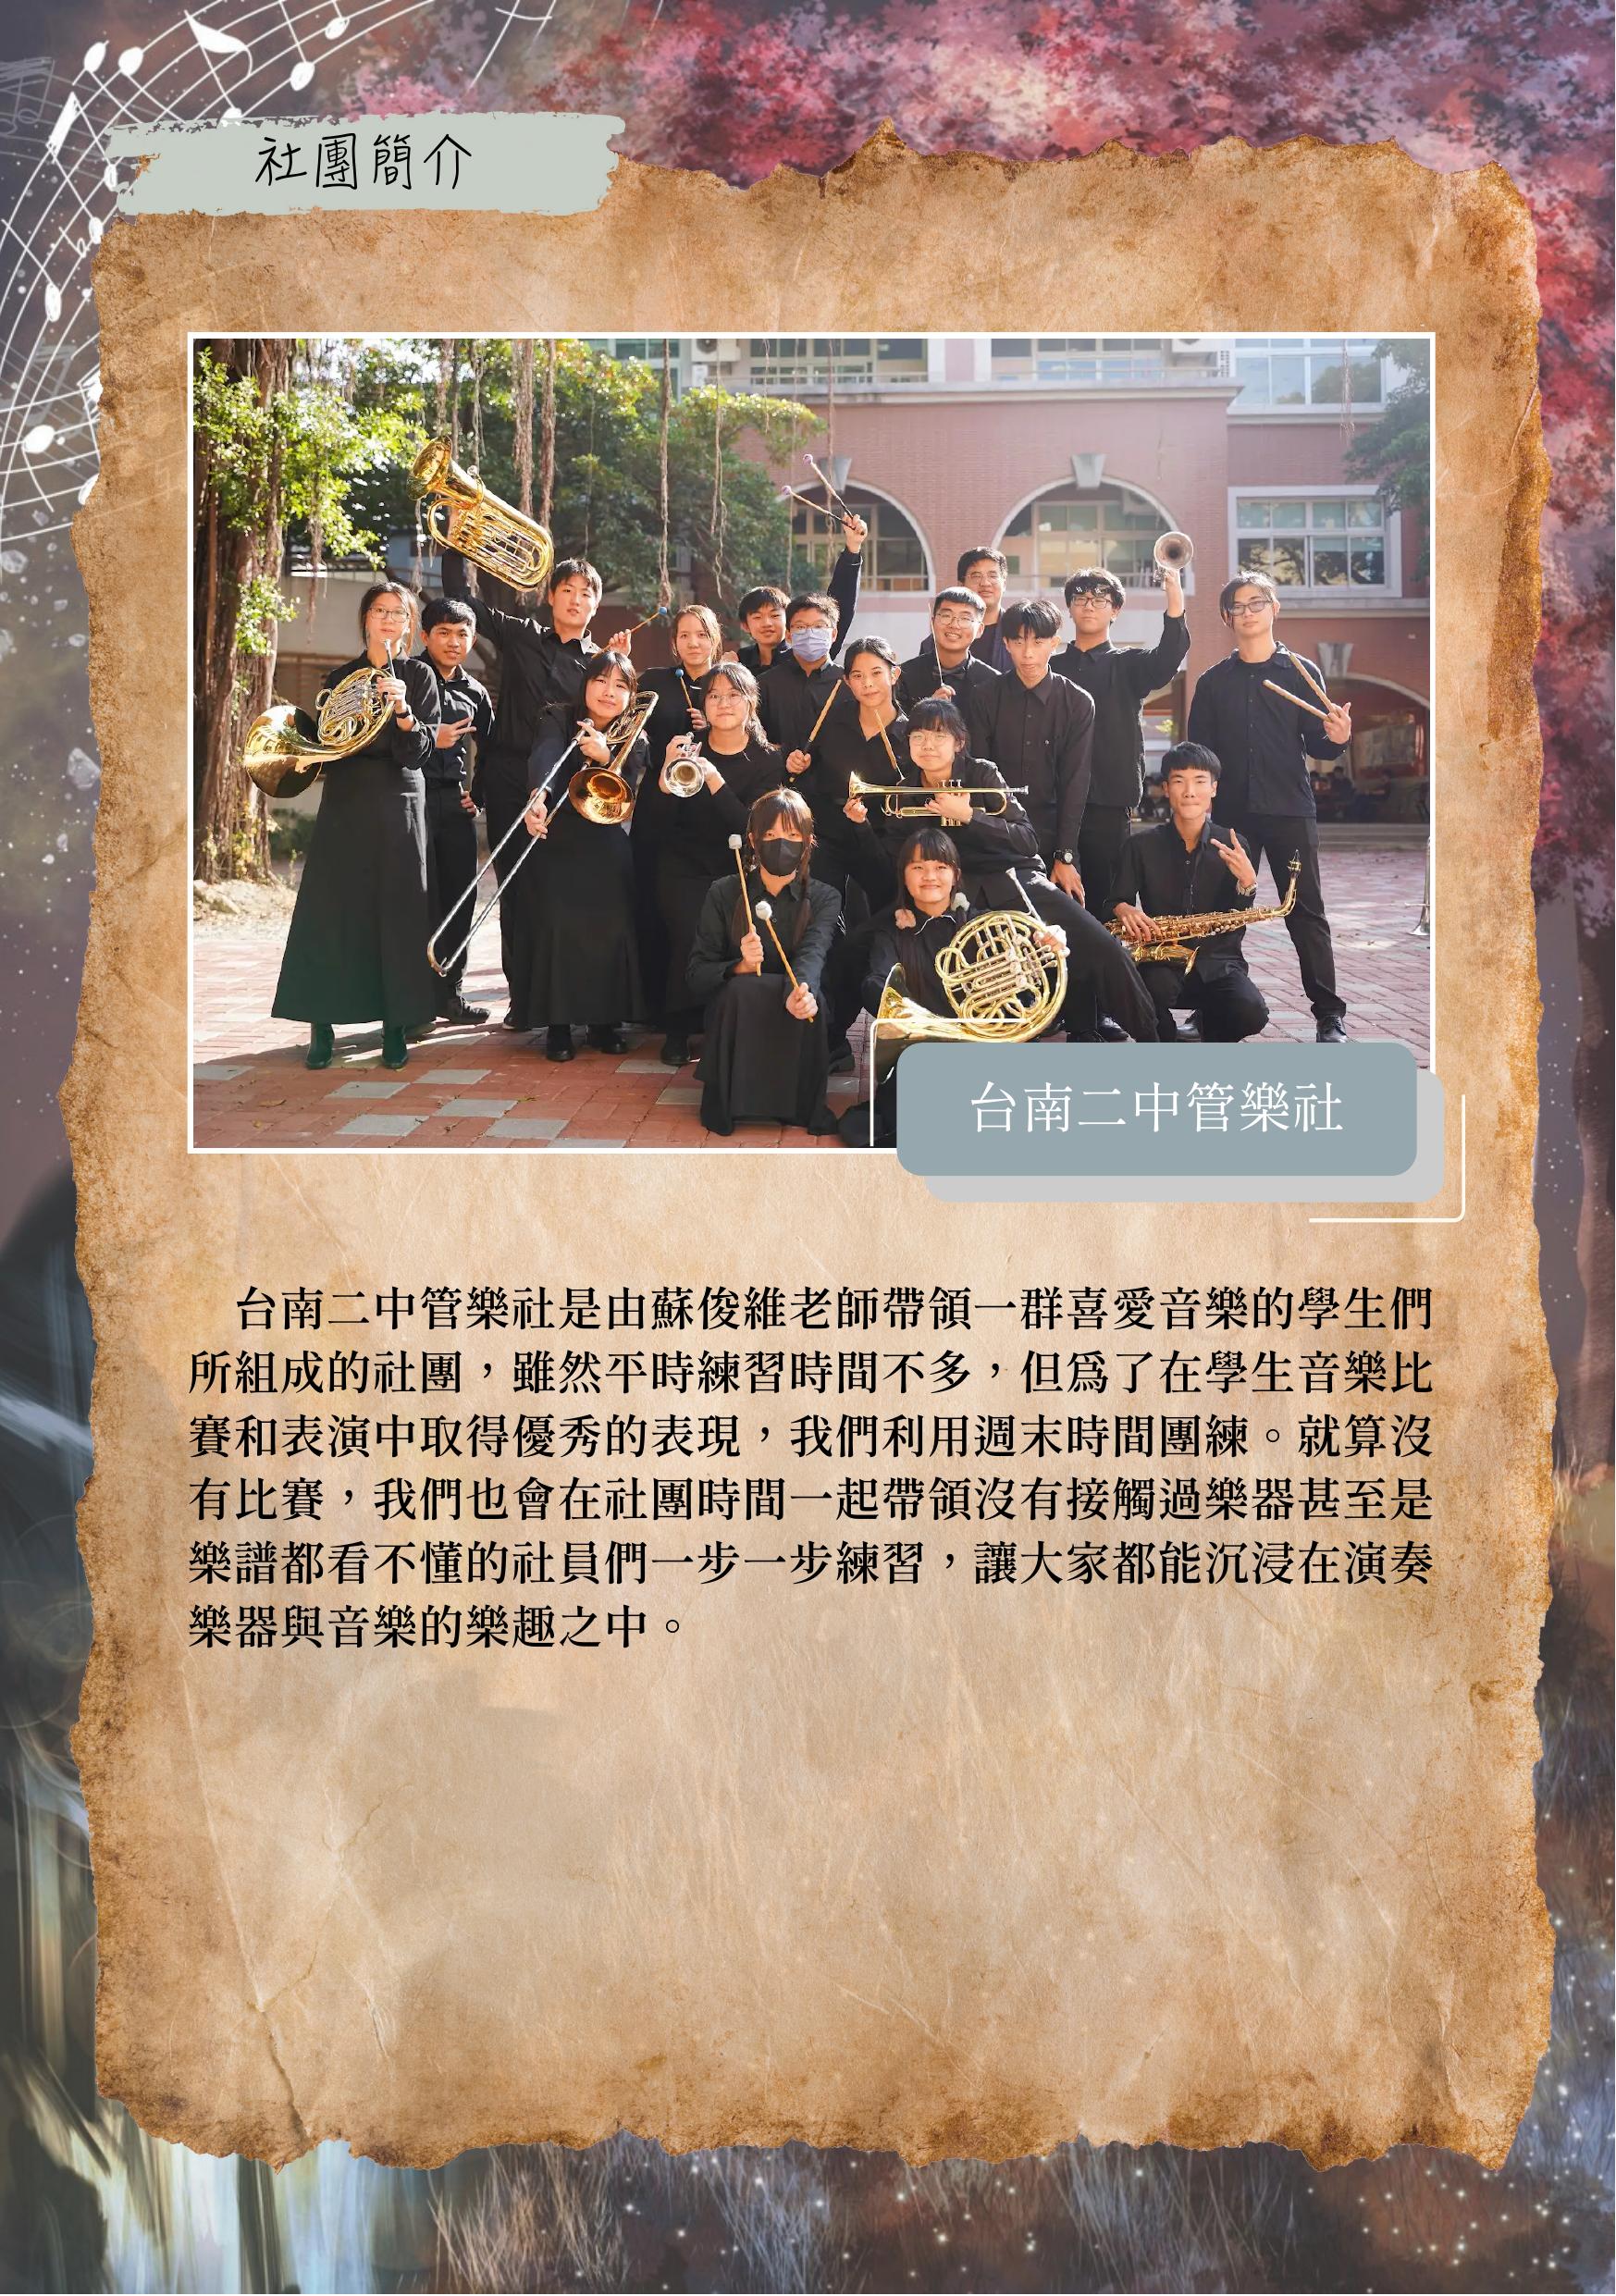 社團簡介
台南二中管樂社
台南二中管樂社是由蘇俊維老師帶領一群喜愛音樂的學生們
所組成的社團，雖然平時練習時間不多，但爲了在學生音樂比
賽和表演中取得優秀的表現，我們利用週末時間團練。就算沒
有比賽，我們也會在社團時間一起帶領沒有接觸過樂器甚至是
樂譜都看不懂的社員們一步一步練習，讓大家都能沉浸在演奏
樂器與音樂的樂趣之中。